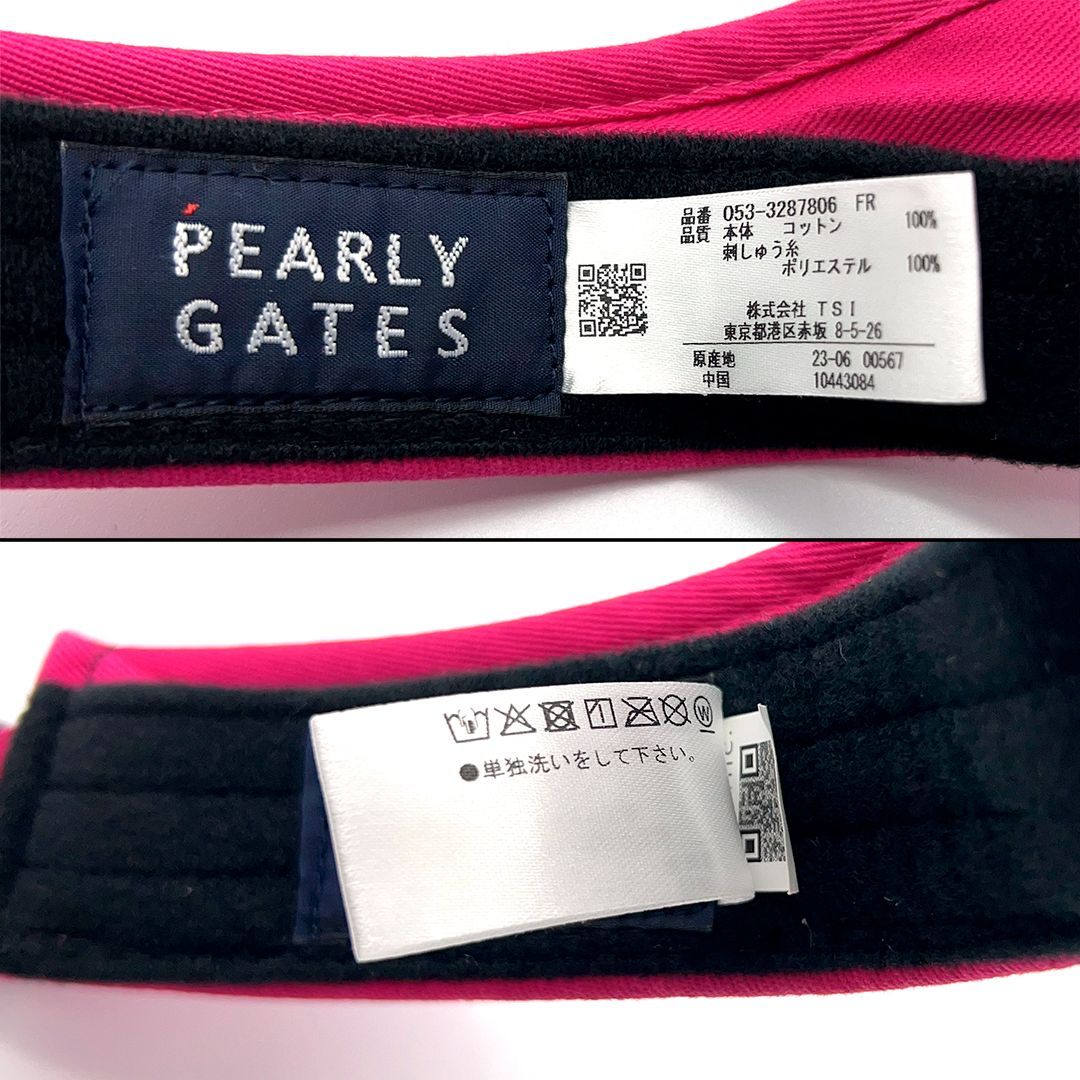 PEARLY
GATES
品番 053-3287806 FR
品質 本体 コットン 100%
刺しゅう糸
ポリエステル 100%
株式会社 TSI
東京都港区赤坂 8-5-26
原産地 23-06 00567
中国 10443084
W
●単独洗いをして下さい。